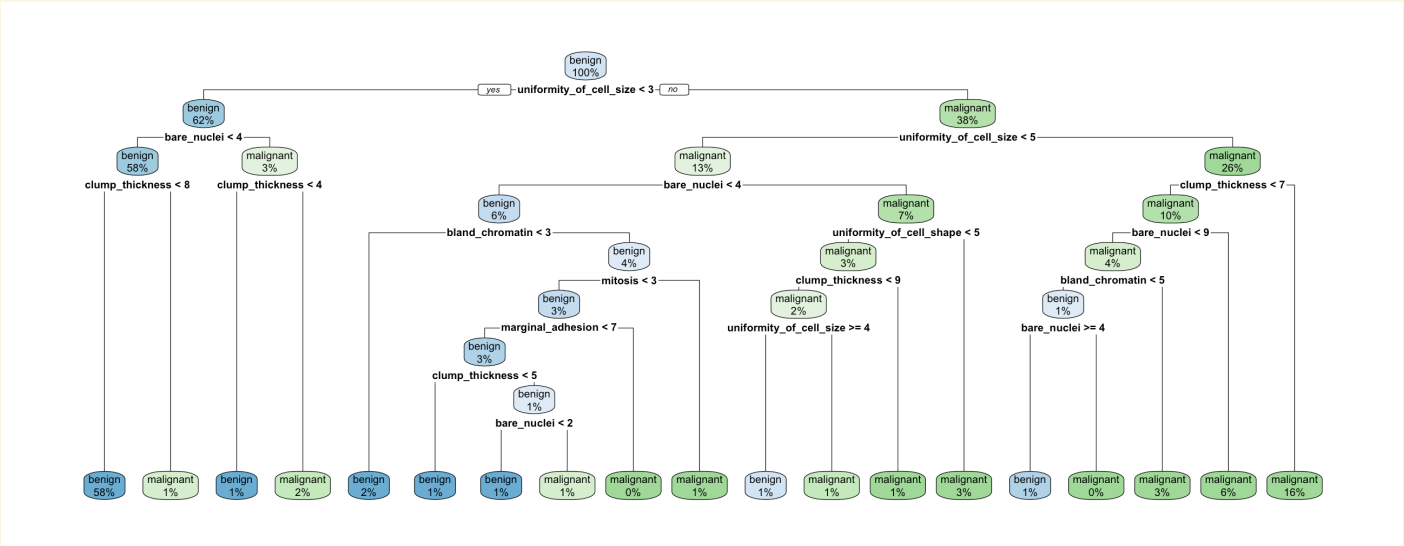 benign
100%
yes uniformity_of_cell_size < 3 no
benign
62%
malignant
38%
bare_nuclei < 4
uniformity_of_cell_size < 5
benign
58%
malignant
3%
malignant
13%
malignant
26%
clump_thickness < 8
clump_thickness < 4
bare_nuclei < 4
clump_thickness < 7
benign
6%
malignant
7%
malignant
10%
bland_chromatin < 3
uniformity_of_cell_shape < 5
bare_nuclei < 9
benign
4%
malignant
3%
malignant
4%
mitosis < 3
clump_thickness < 9
bland_chromatin < 5
benign
3%
malignant
2%
benign
1%
marginal_adhesion < 7
uniformity_of_cell_size >= 4
bare_nuclei >= 4
benign
3%
clump_thickness < 5
benign
1%
bare_nuclei < 2
benign
58%
malignant
1%
benign
1%
malignant
2%
benign
2%
benign
1%
benign
1%
malignant
1%
malignant
0%
malignant
1%
benign
1%
malignant
1%
malignant
1%
malignant
3%
benign
1%
malignant
0%
malignant
3%
malignant
6%
malignant
16%